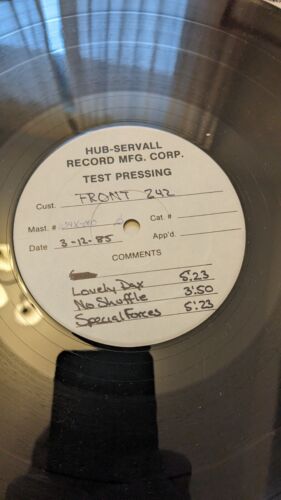 HUB-SERVALL
RECORD MFG. CORP.
TEST PRESSING
Cust. FRONT 242
Mast. # Cat. #
Date 3-12-85 App'd.
COMMENTS
Lovely Day 5:23
No Shuffle 3:50
Special Forces 5:23